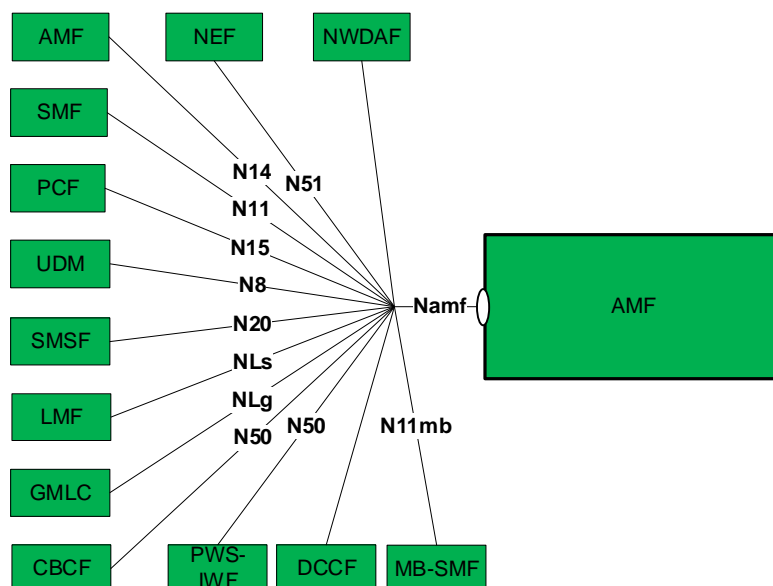 AMF
NEF
NWDAF
SMF
N14
N51
PCF
N11
N15
UDM
N8
Namf
AMF
SMSF
N20
NLs
LMF
NLg
N50
N50
N11mb
GMLC
CBCF
PWS-
IWF
DCCF
MB-SMF